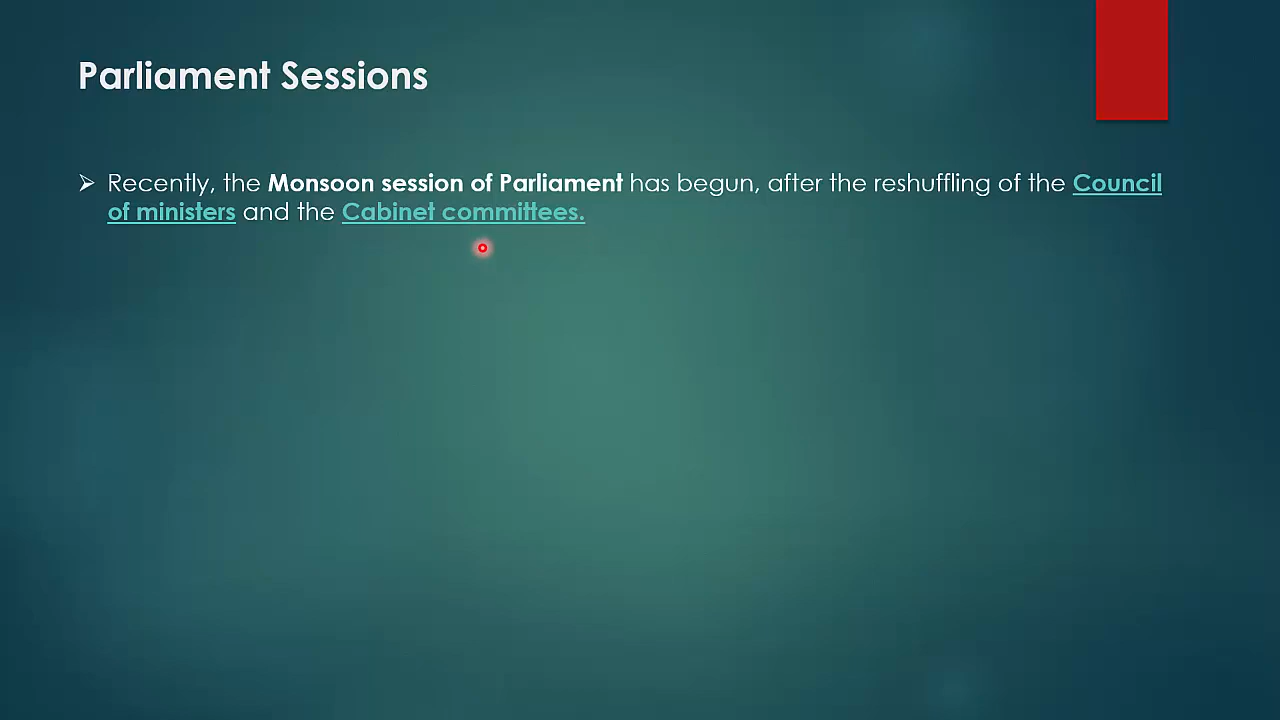 Parliament Sessions
Recently, the Monsoon session of Parliament has begun, after the reshuffling of the Council
of ministers and the Cabinet committees.